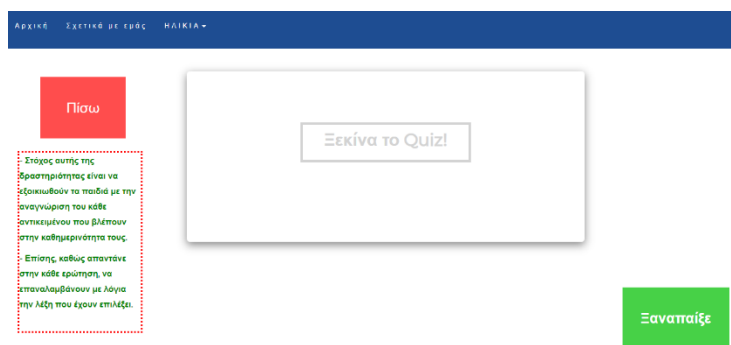 Αρχική Σχετικά με εμάς ΗΛΙΚΙΑ
Πίσω
Ξεκίνα το Quiz!
- Στόχος αυτής της
δραστηριότητας είναι να
εξοικιωθούν τα παιδιά με την
αναγνώριση του κάθε
αντικειμένου που βλέπουν
στην καθημερινότητα τους.
- Επίσης, καθώς απαντάνε
στην κάθε ερώτηση, να
επαναλαμβάνουν με λόγια
την λέξη που έχουν επιλέξει.
Ξαναπαίξε